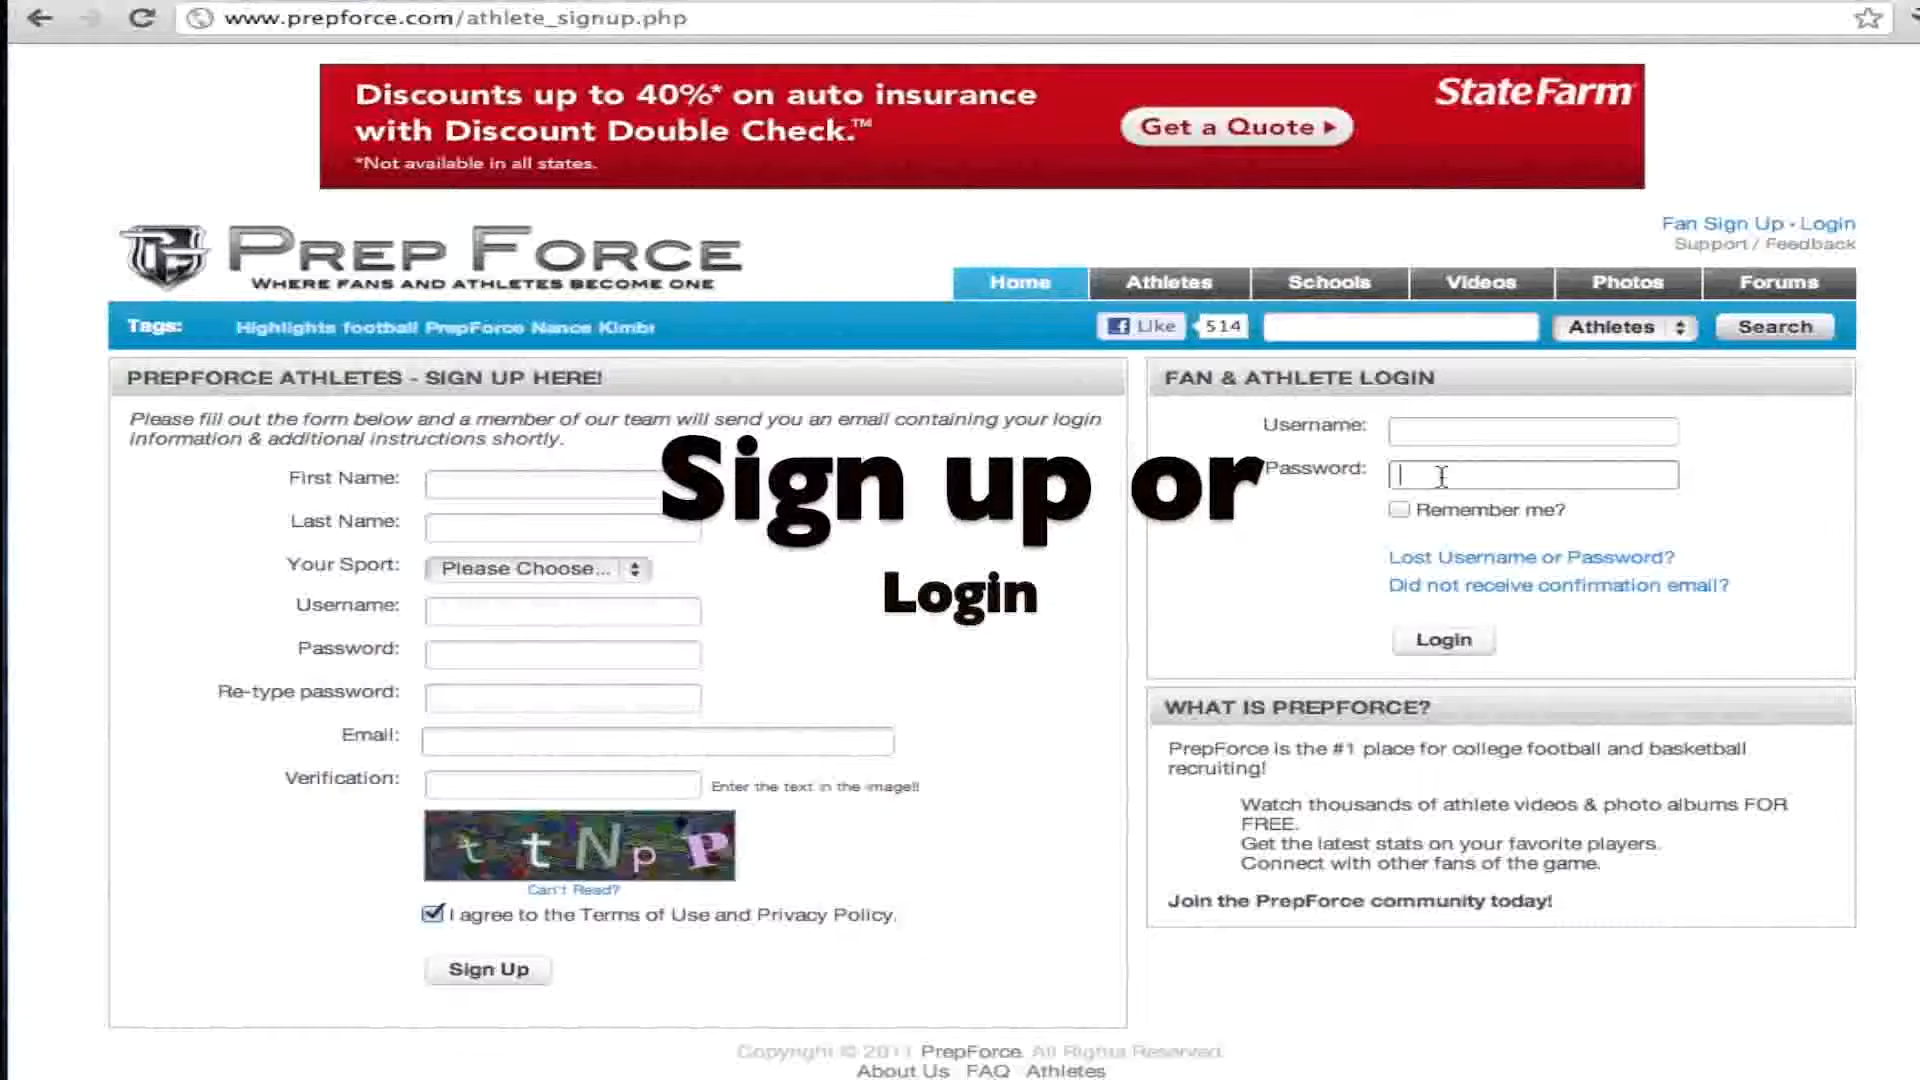 www.prepforce.com/athlete_signup.php
Discounts up to 40%* on auto insurance
with Discount Double Check.™
*Not available in all states.
Get a Quote
StateFarm
Fan Sign Up - Login
Support / Feedback
PREP FORCE
WHERE FANS AND ATHLETES BECOME ONE
Home Athletes Schools Videos Photos Forums
Tags: Highlights football PrepForce Nance Kimbr
Like 514 Athletes Search
PREPFORCE ATHLETES - SIGN UP HERE!
Please fill out the form below and a member of our team will send you an email containing your login
information & additional instructions shortly.
First Name:
Last Name:
Your Sport: Please Choose...
Username:
Password:
Re-type password:
Email:
Verification: Enter the text in the image!!
t t N p P
Can't Read?
I agree to the Terms of Use and Privacy Policy.
Sign Up
Sign up or
Login
FAN & ATHLETE LOGIN
Username:
Password:
Remember me?
Lost Username or Password?
Did not receive confirmation email?
Login
WHAT IS PREPFORCE?
PrepForce is the #1 place for college football and basketball
recruiting!
Watch thousands of athlete videos & photo albums FOR
FREE.
Get the latest stats on your favorite players.
Connect with other fans of the game.
Join the PrepForce community today!
Copyright © 2011 PrepForce. All Rights Reserved.
About Us FAQ Athletes